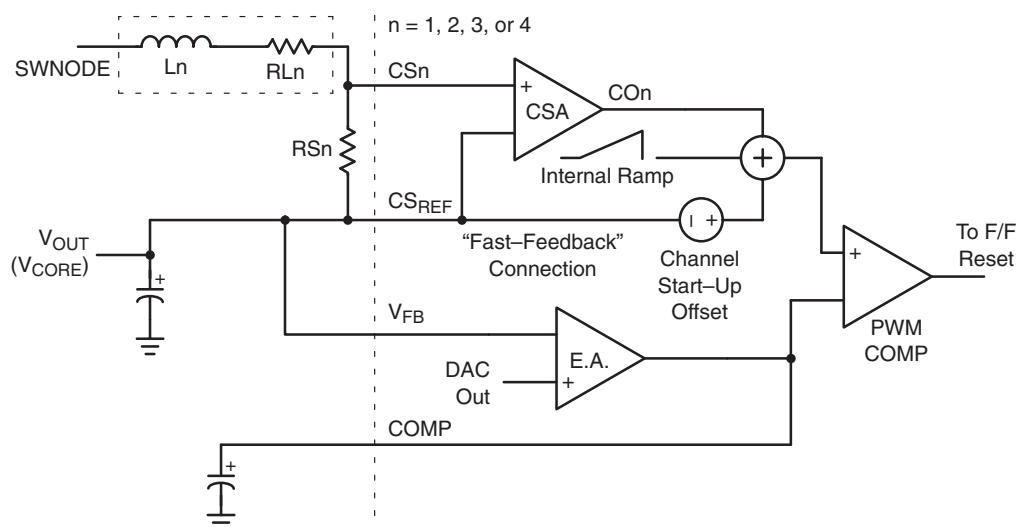 n = 1, 2, 3, or 4
SWNODE
Ln
RLn
CSn
+
CSA
COn
RSn
Internal Ramp
+
CSREF
+
"Fast–Feedback"
Connection
Channel
Start–Up
Offset
VOUT
(VCORE)
+
+
To F/F
Reset
PWM
COMP
VFB
E.A.
DAC
Out
+
COMP
+